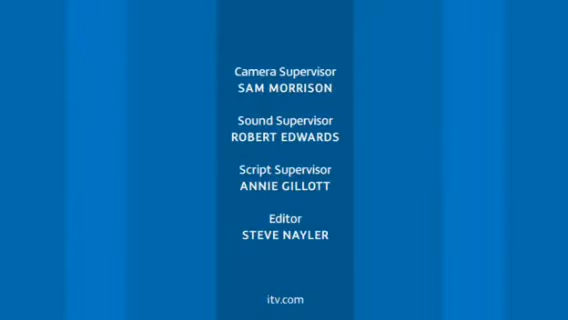 Camera Supervisor
SAM MORRISON
Sound Supervisor
ROBERT EDWARDS
Script Supervisor
ANNIE GILLOTT
Editor
STEVE NAYLER
itv.com